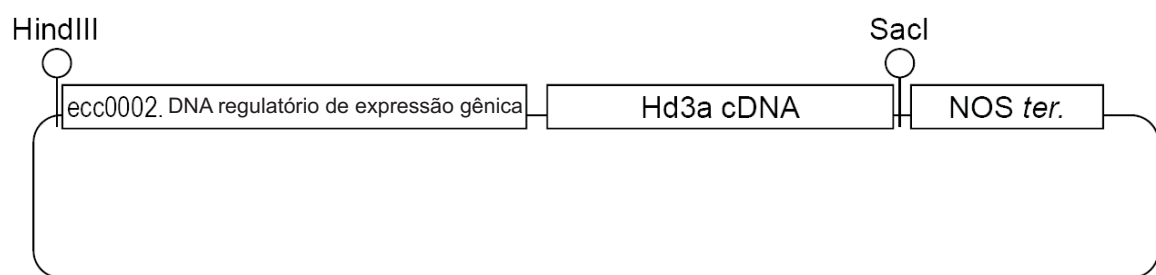 HindIII
SacI
ecc0002. DNA regulatório de expressão gênica
Hd3a cDNA
NOS ter.